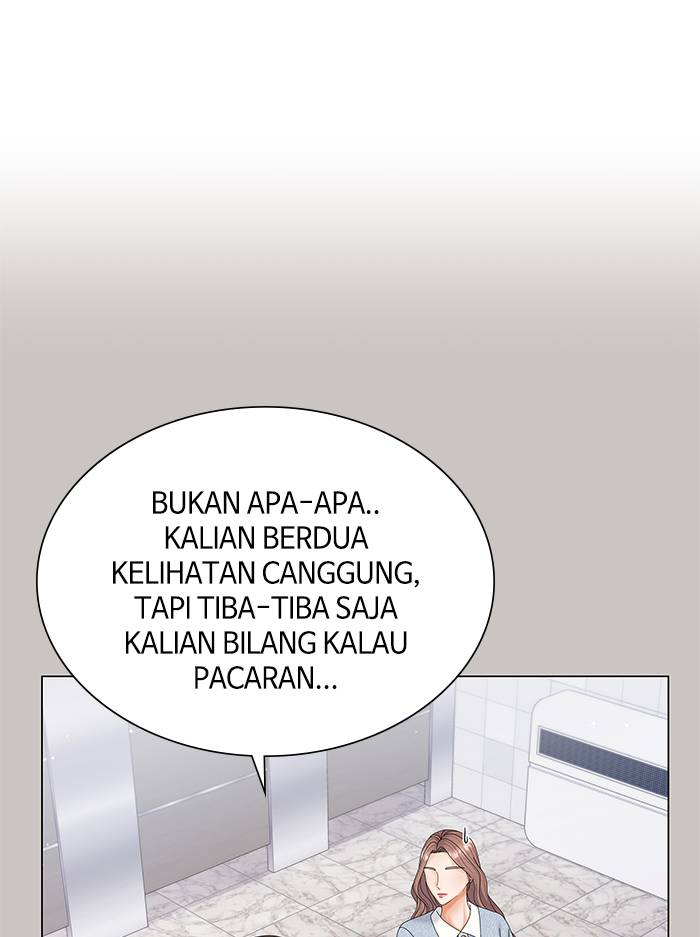 BUKAN APA-APA..
KALIAN BERDUA
KELIHATAN CANGGUNG,
TAPI TIBA-TIBA SAJA
KALIAN BILANG KALAU
PACARAN...